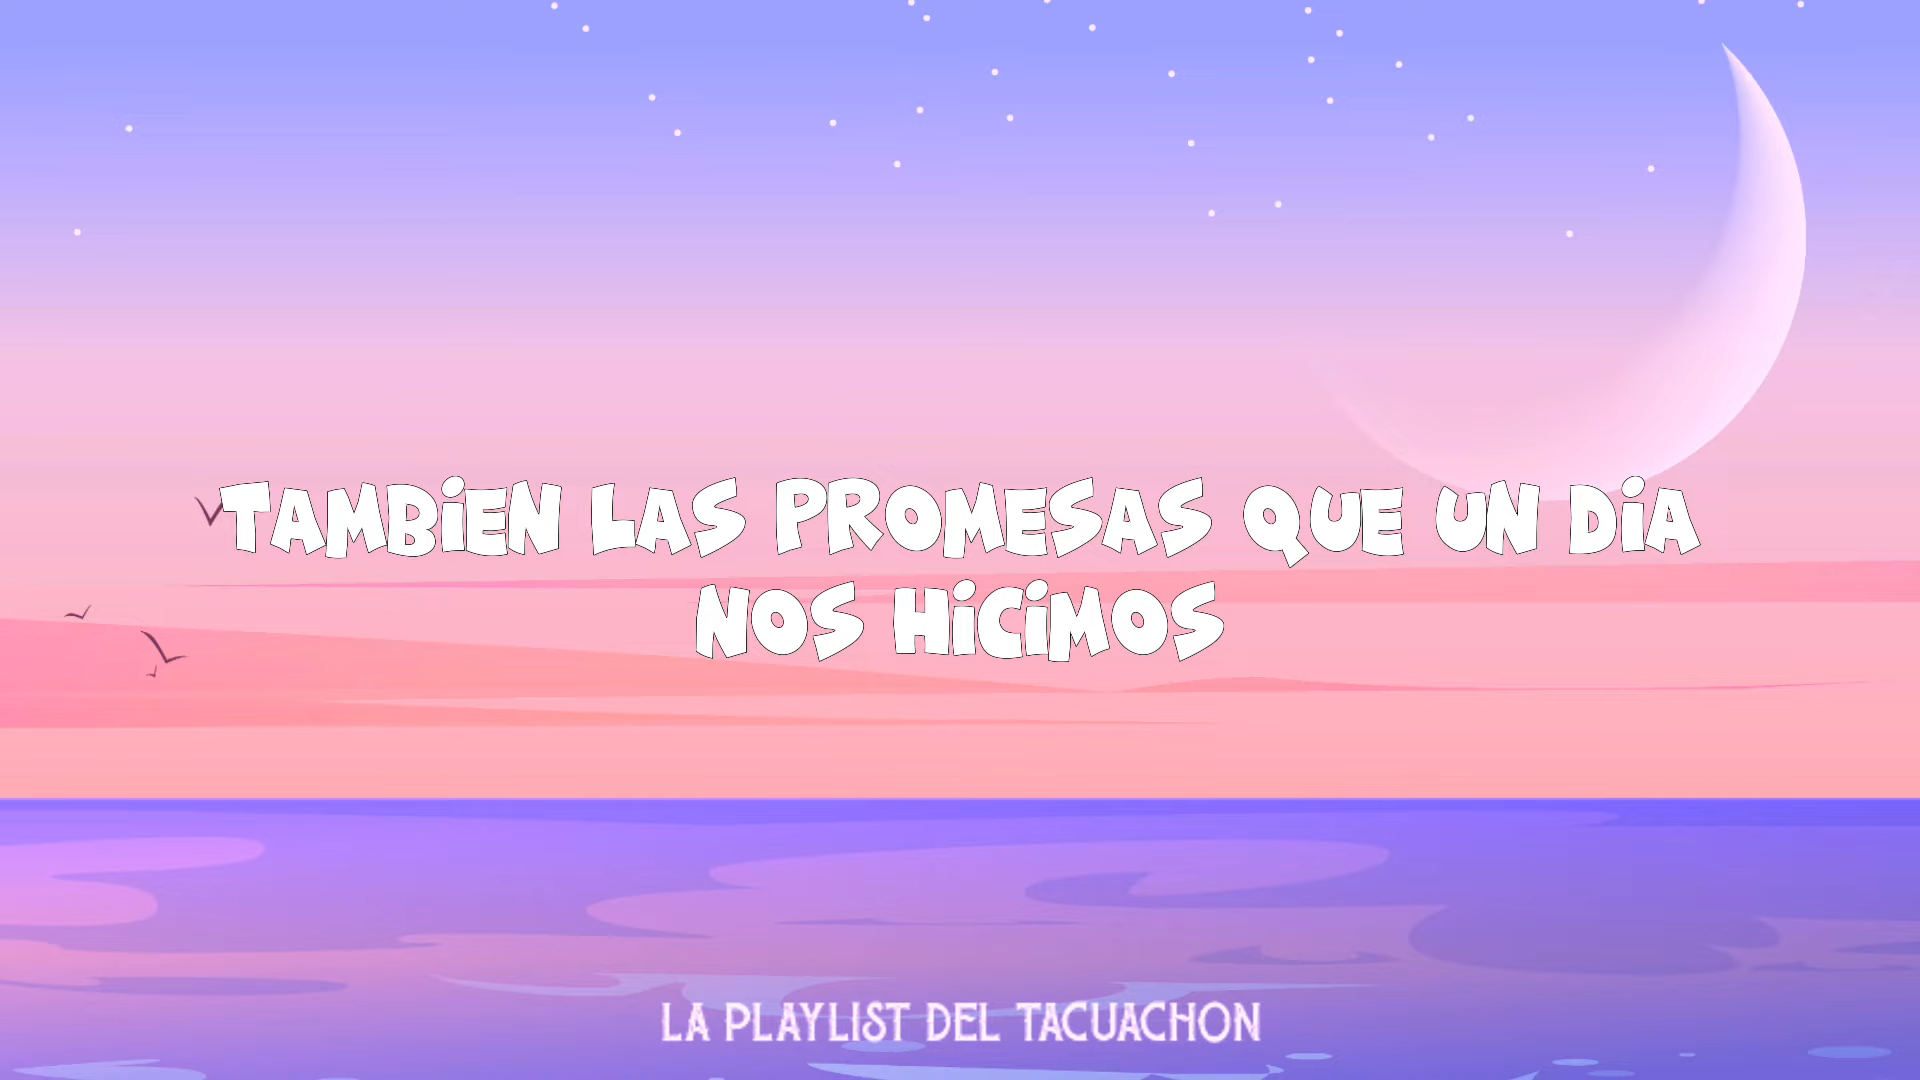 TAMBiEN LAS PROMESAS QUE UN DiA
NOS HiCiMOS
LA PLAYLIST DEL TACUACHON